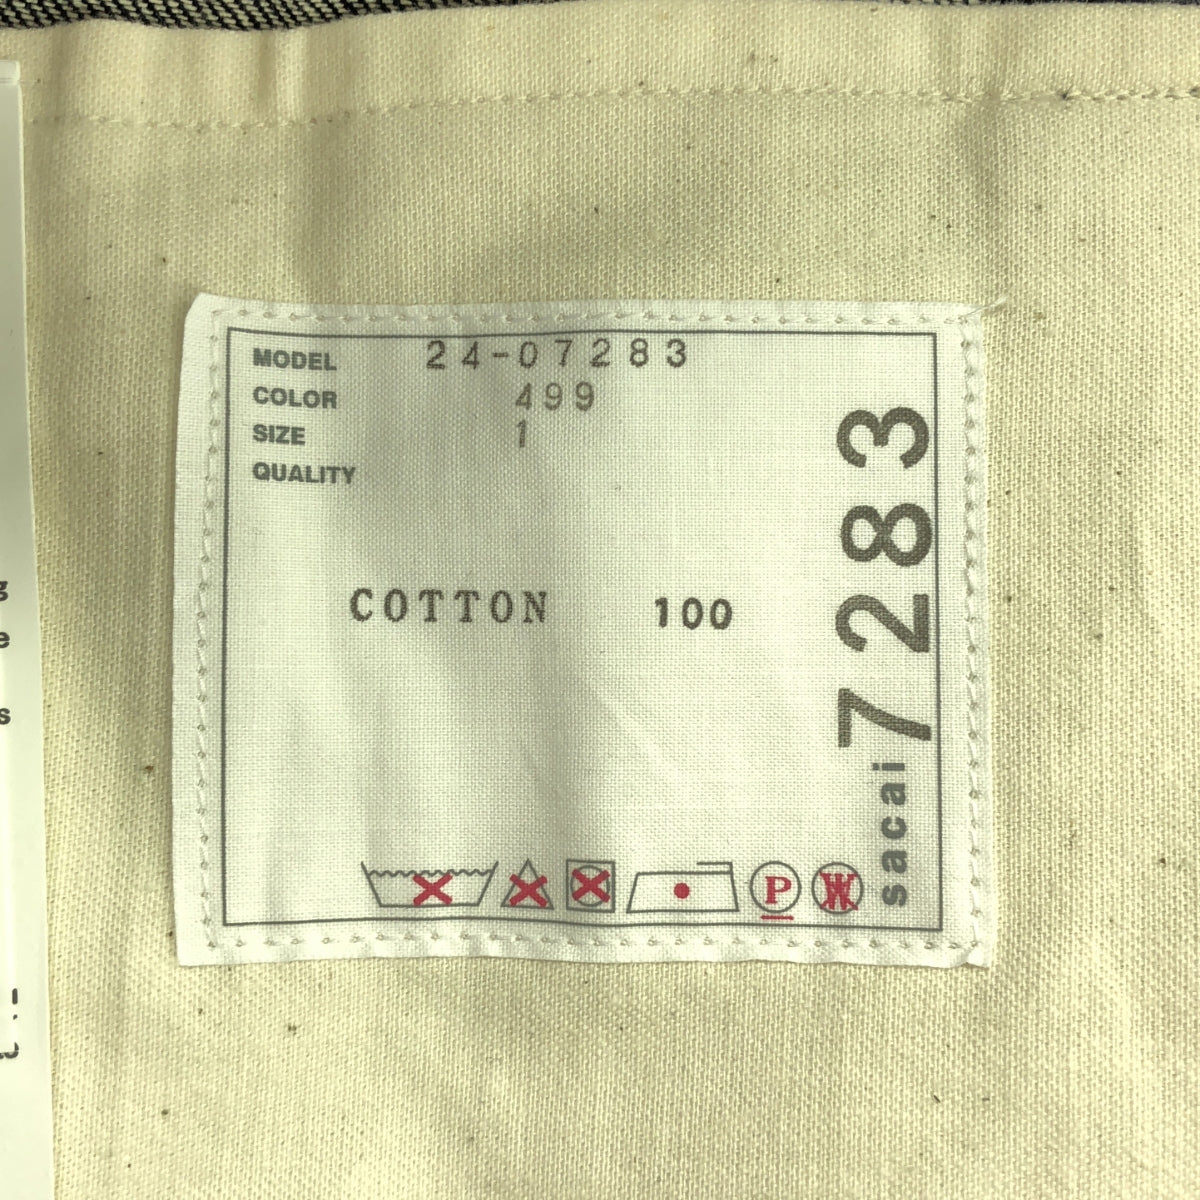 MODEL 24-07283
COLOR 499
SIZE 1
QUALITY
COTTON 100
sacai 7283
P
W
g
e
s